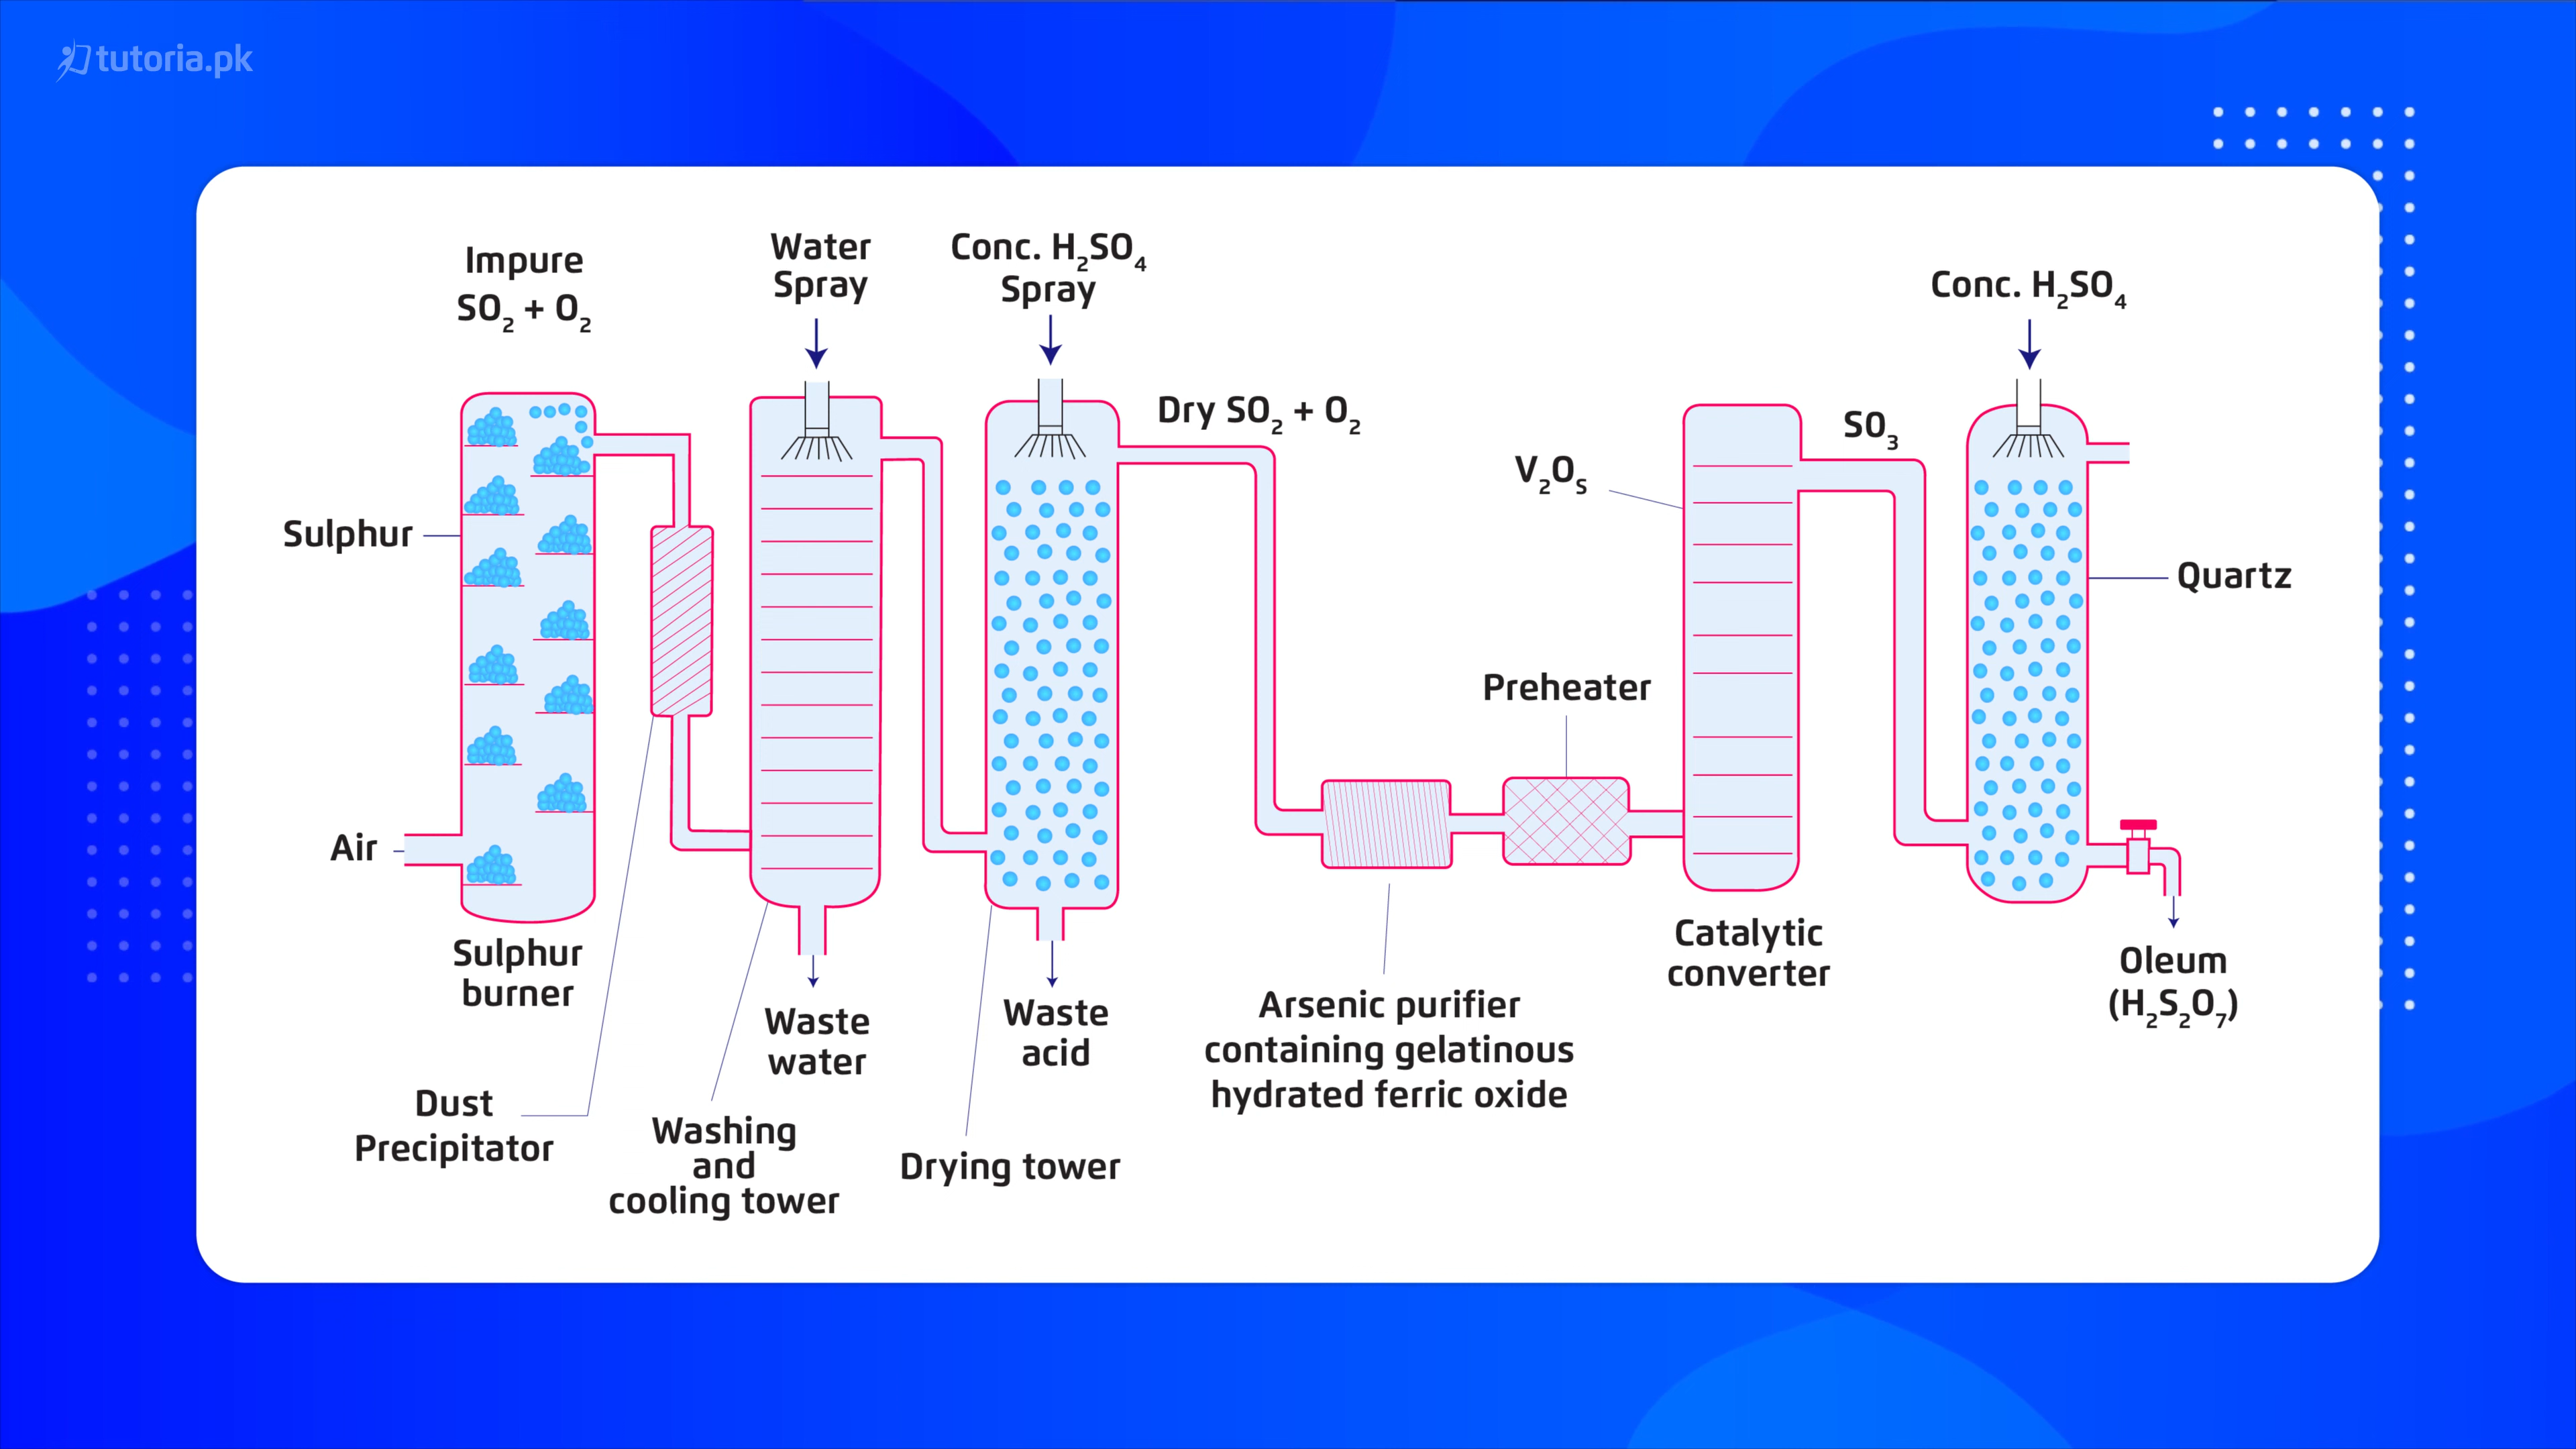 tutoria.pk
Impure
SO₂ + O₂
Water
Spray
Conc. H₂SO₄
Spray
Dry SO₂ + O₂
Conc. H₂SO₄
SO₃
V₂Oₛ
Sulphur
Quartz
Preheater
Air
Sulphur
burner
Catalytic
converter
Oleum
(H₂S₂O₇)
Waste
water
Waste
acid
Arsenic purifier
containing gelatinous
hydrated ferric oxide
Dust
Precipitator
Washing
and
cooling tower
Drying tower